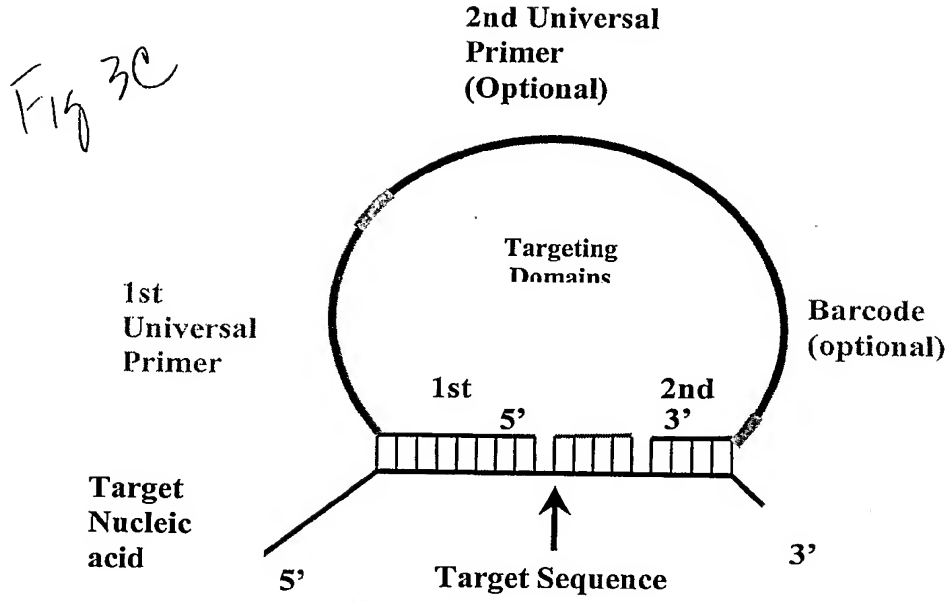 Fig 3C
2nd Universal
Primer
(Optional)
Targeting
Domains
1st
Universal
Primer
Barcode
(optional)
1st
2nd
5’
3’
Target
Nucleic
acid
5’
3’
Target Sequence